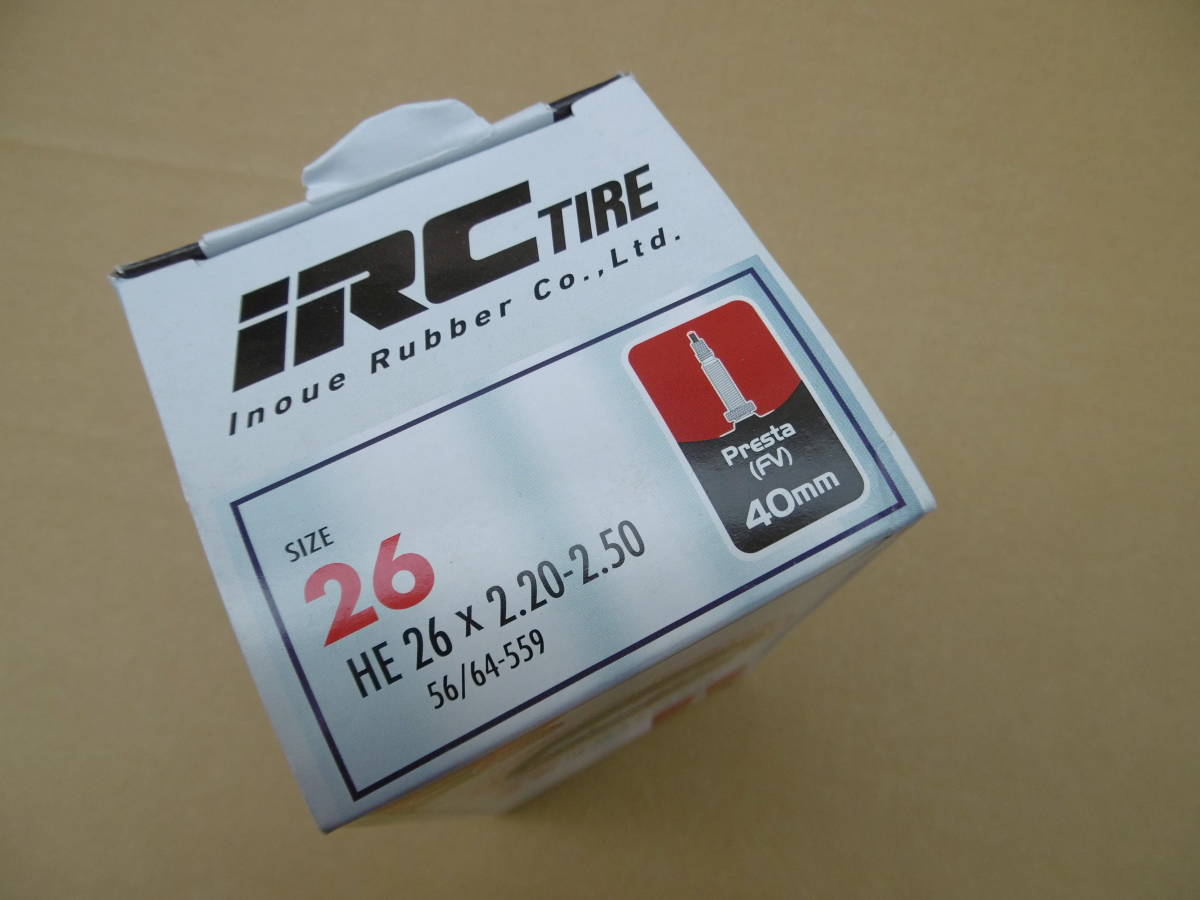 iRC TIRE
Inoue Rubber Co.,Ltd.
Presta
(FV)
40mm
SIZE
26
HE 26 x 2.20-2.50
56/64-559